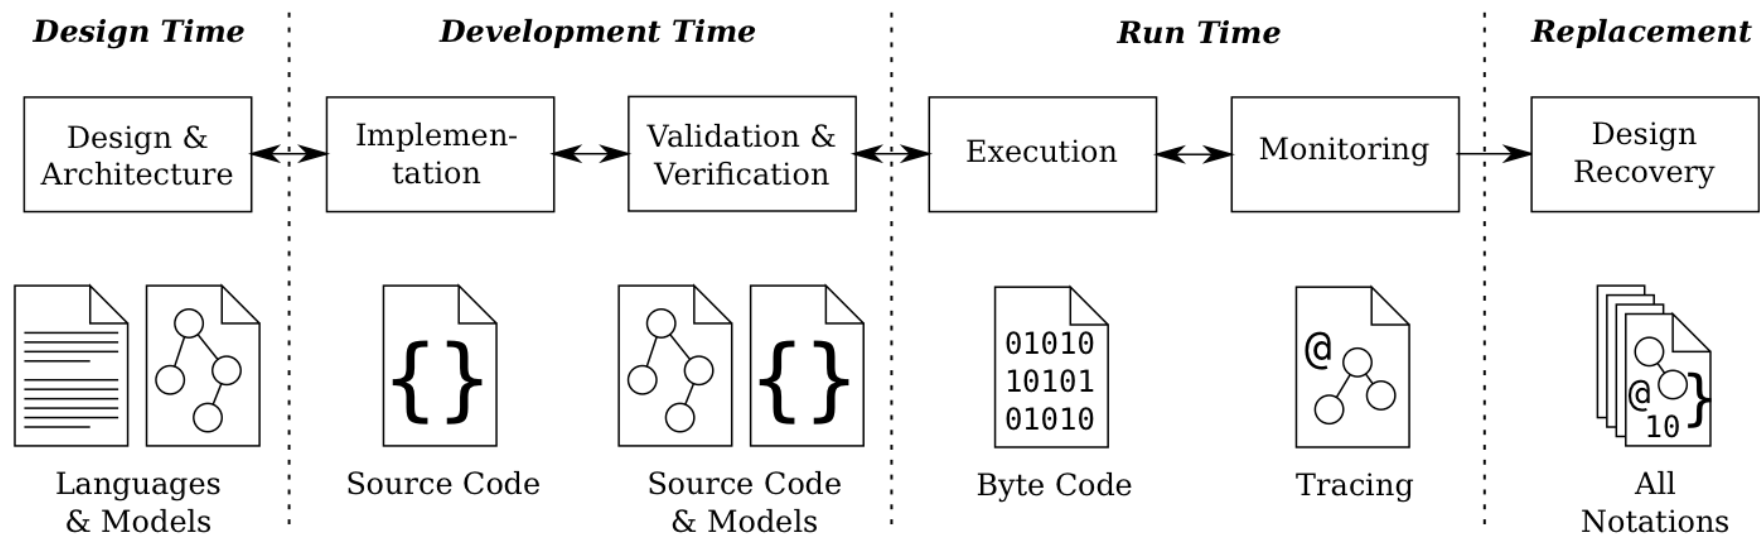 Design Time
Development Time
Run Time
Replacement
Design &
Architecture
Implemen-
tation
Validation &
Verification
Execution
Monitoring
Design
Recovery
{}
{}
01010
10101
01010
@
@
}
10
Languages
& Models
Source Code
Source Code
& Models
Byte Code
Tracing
All
Notations